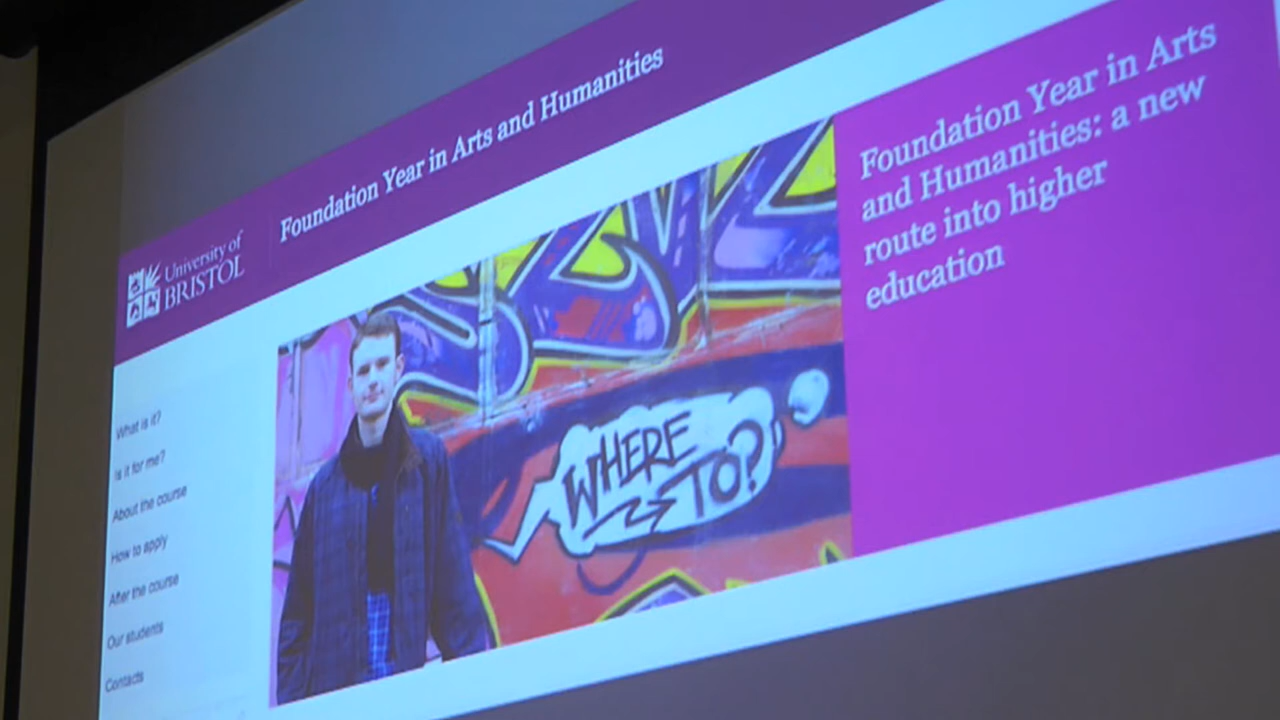 Foundation Year in Arts and Humanities
University of
BRISTOL
What is it?
Is it for me?
About the course
How to apply
After the course
Our students
Contacts
WHERE
TO?
Foundation Year in Arts
and Humanities: a new
route into higher
education